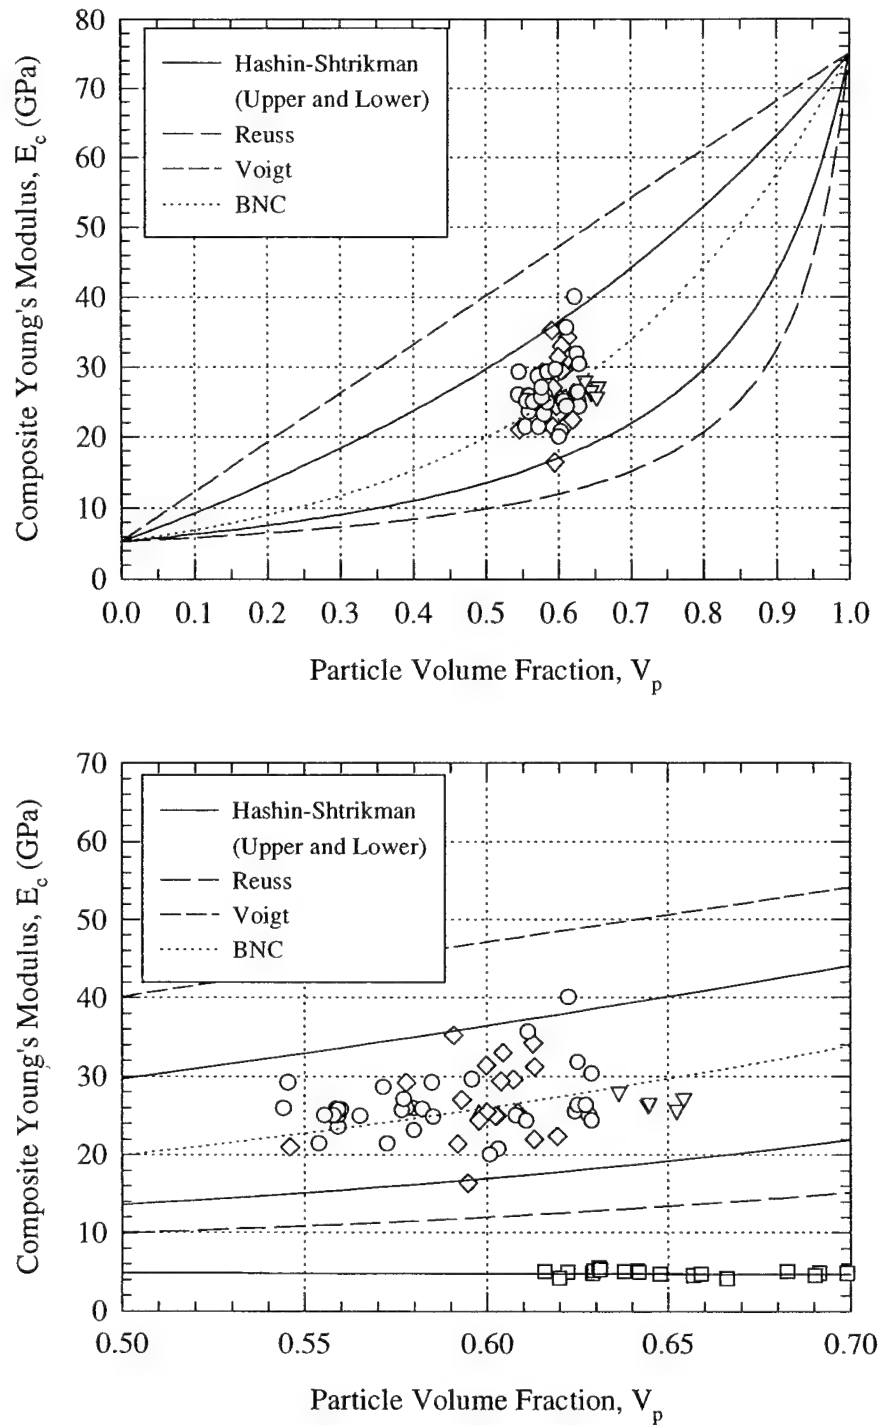 80
70
60
50
40
30
20
10
0
Composite Young's Modulus, E_c (GPa)
Hashin-Shtrikman
(Upper and Lower)
Reuss
Voigt
BNC
0.0 0.1 0.2 0.3 0.4 0.5 0.6 0.7 0.8 0.9 1.0
Particle Volume Fraction, V_p
70
60
50
40
30
20
10
0
Composite Young's Modulus, E_c (GPa)
Hashin-Shtrikman
(Upper and Lower)
Reuss
Voigt
BNC
0.50 0.55 0.60 0.65 0.70
Particle Volume Fraction, V_p